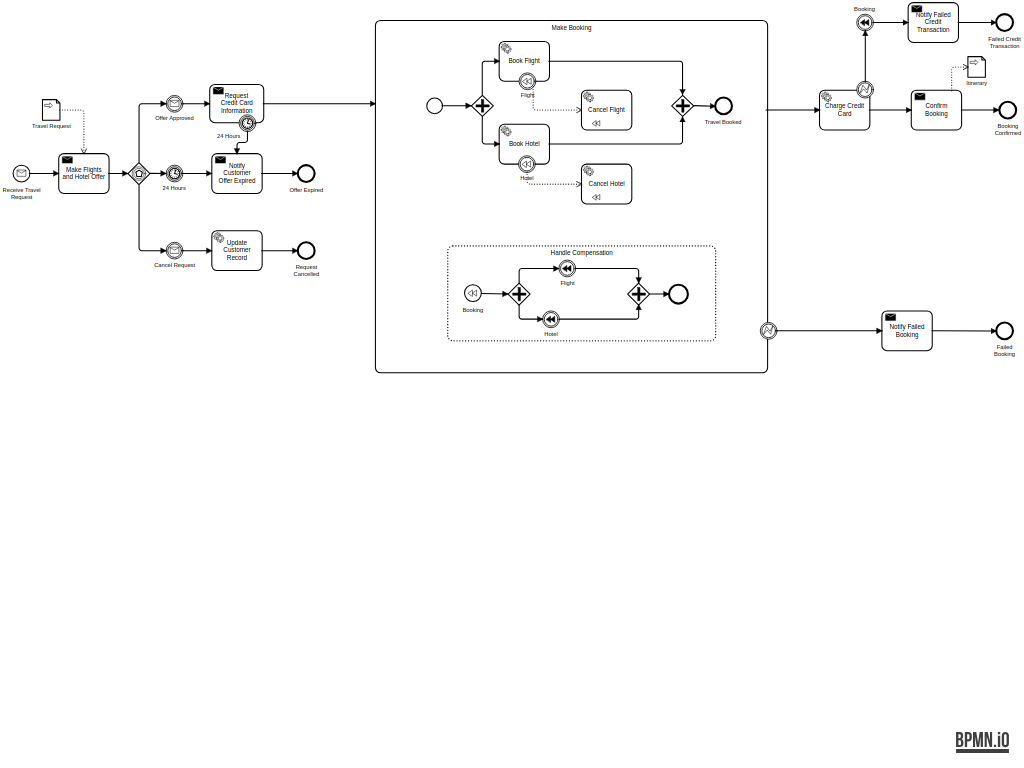 Travel Request
Receive Travel
Request
Make Flights
and Hotel Offer
Offer Approved
24 Hours
Cancel Request
Request
Credit Card
Information
24 Hours
Notify
Customer
Offer Expired
Update
Customer
Record
Offer Expired
Request
Cancelled
Make Booking
Book Flight
Flight
Cancel Flight
Book Hotel
Hotel
Cancel Hotel
Travel Booked
Handle Compensation
Booking
Flight
Hotel
Booking
Notify Failed
Credit
Transaction
Failed Credit
Transaction
Charge Credit
Card
Confirm
Booking
Itinerary
Booking
Confirmed
Notify Failed
Booking
Failed
Booking
BPMN.iO